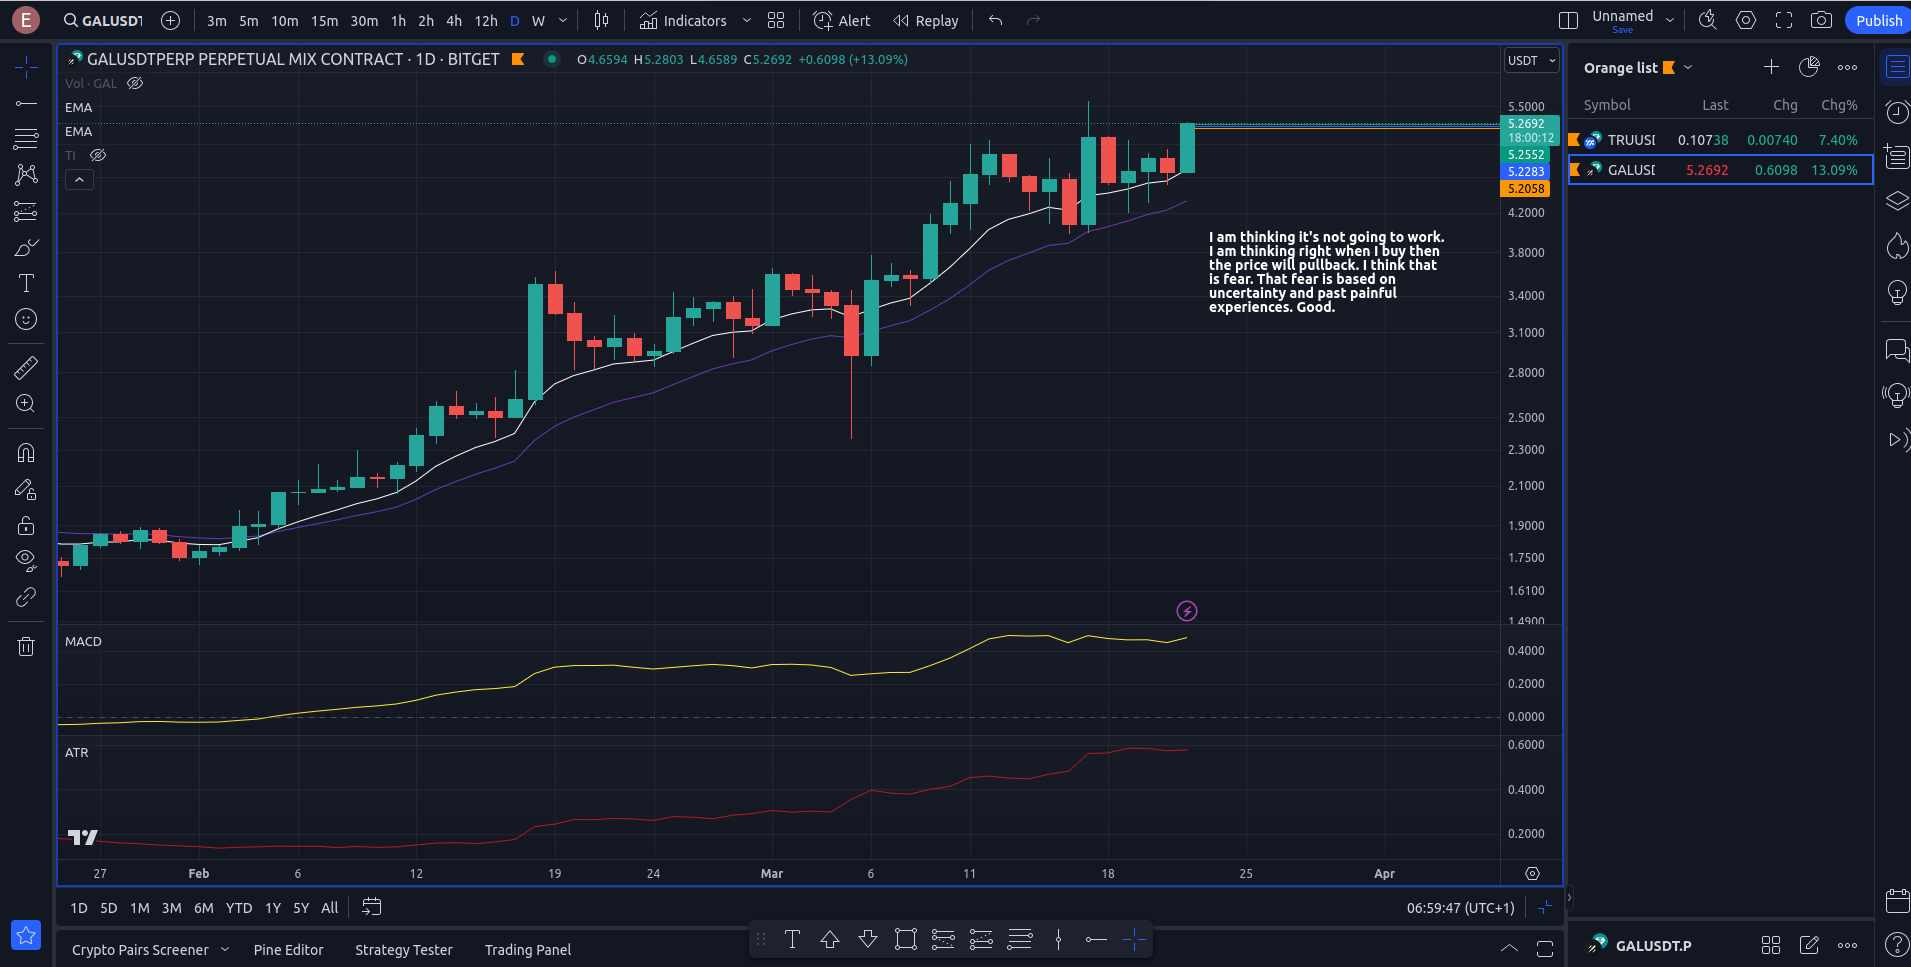 E
GALUSDT
3m 5m 10m 15m 30m 1h 2h 4h 12h D W
Indicators
Alert
Replay
Unnamed
Save
Publish
GALUSDTPERP PERPETUAL MIX CONTRACT · 1D · BITGET
O4.6594 H5.2803 L4.6589 C5.2692 +0.6098 (+13.09%)
Vol · GAL
EMA
EMA
TI
USDT
5.5000
5.2692
18:00:12
5.2552
5.2283
5.2058
4.2000
3.8000
3.4000
3.1000
2.8000
2.5000
2.3000
2.1000
1.9000
1.7500
1.6100
1.4900
I am thinking it's not going to work.
I am thinking right when I buy then
the price will pullback. I think that
is fear. That fear is based on
uncertainty and past painful
experiences. Good.
MACD
0.4000
0.2000
0.0000
ATR
0.6000
0.4000
0.2000
27 Feb 6 12 19 24 Mar 6 11 18 25 Apr
1D 5D 1M 3M 6M YTD 1Y 5Y All
06:59:47 (UTC+1)
Crypto Pairs Screener
Pine Editor
Strategy Tester
Trading Panel
Orange list
Symbol Last Chg Chg%
TRUUSI 0.10738 0.00740 7.40%
GALUSI 5.2692 0.6098 13.09%
GALUSDT.P